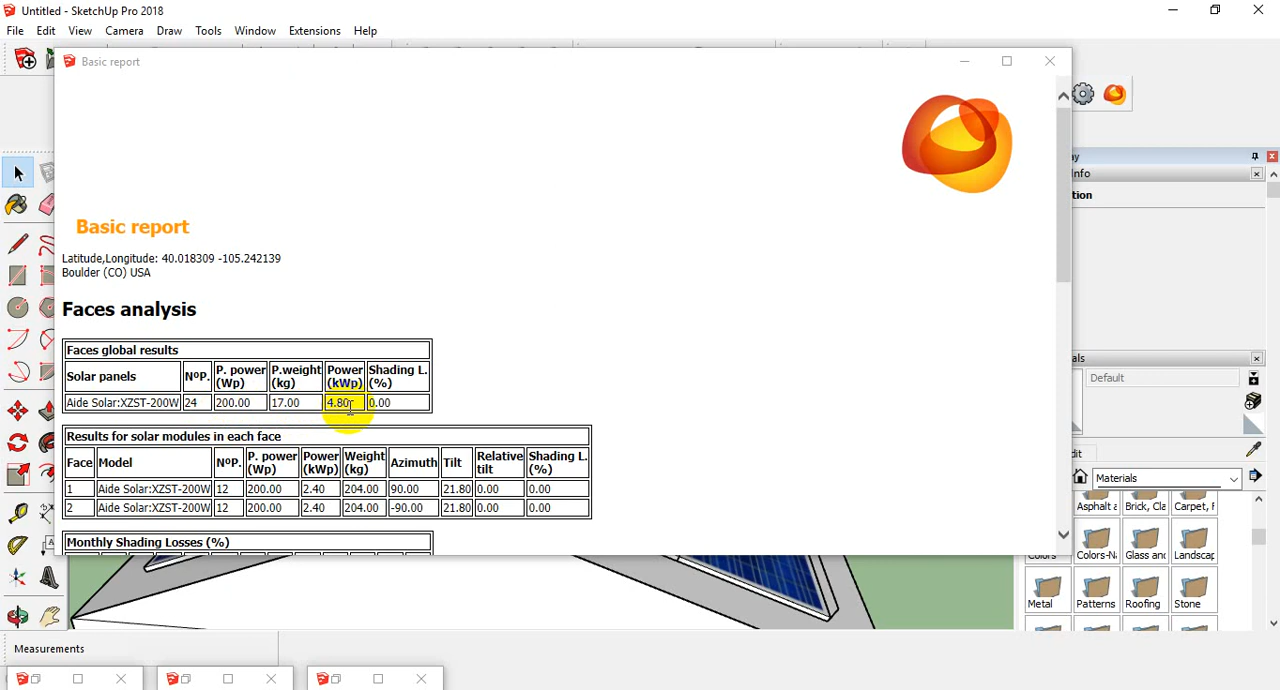 Untitled - SketchUp Pro 2018
File Edit View Camera Draw Tools Window Extensions Help
Basic report
Basic report
Latitude,Longitude: 40.018309 -105.242139
Boulder (CO) USA
Faces analysis
Faces global results
Solar panels NºP. P. power (Wp) P.weight (kg) Power (kWp) Shading L. (%)
Aide Solar:XZST-200W 24 200.00 17.00 4.80 0.00
Results for solar modules in each face
Face Model NºP. P. power (Wp) Power (kWp) Weight (kg) Azimuth Tilt Relative tilt Shading L. (%)
1 Aide Solar:XZST-200W 12 200.00 2.40 204.00 90.00 21.80 0.00 0.00
2 Aide Solar:XZST-200W 12 200.00 2.40 204.00 -90.00 21.80 0.00 0.00
Monthly Shading Losses (%)
ay
Info
tion
als
Default
dit
Materials
Asphalt a Brick, Cla Carpet, F
Colors Colors-N Glass and Landscap
Metal Patterns Roofing Stone
Measurements